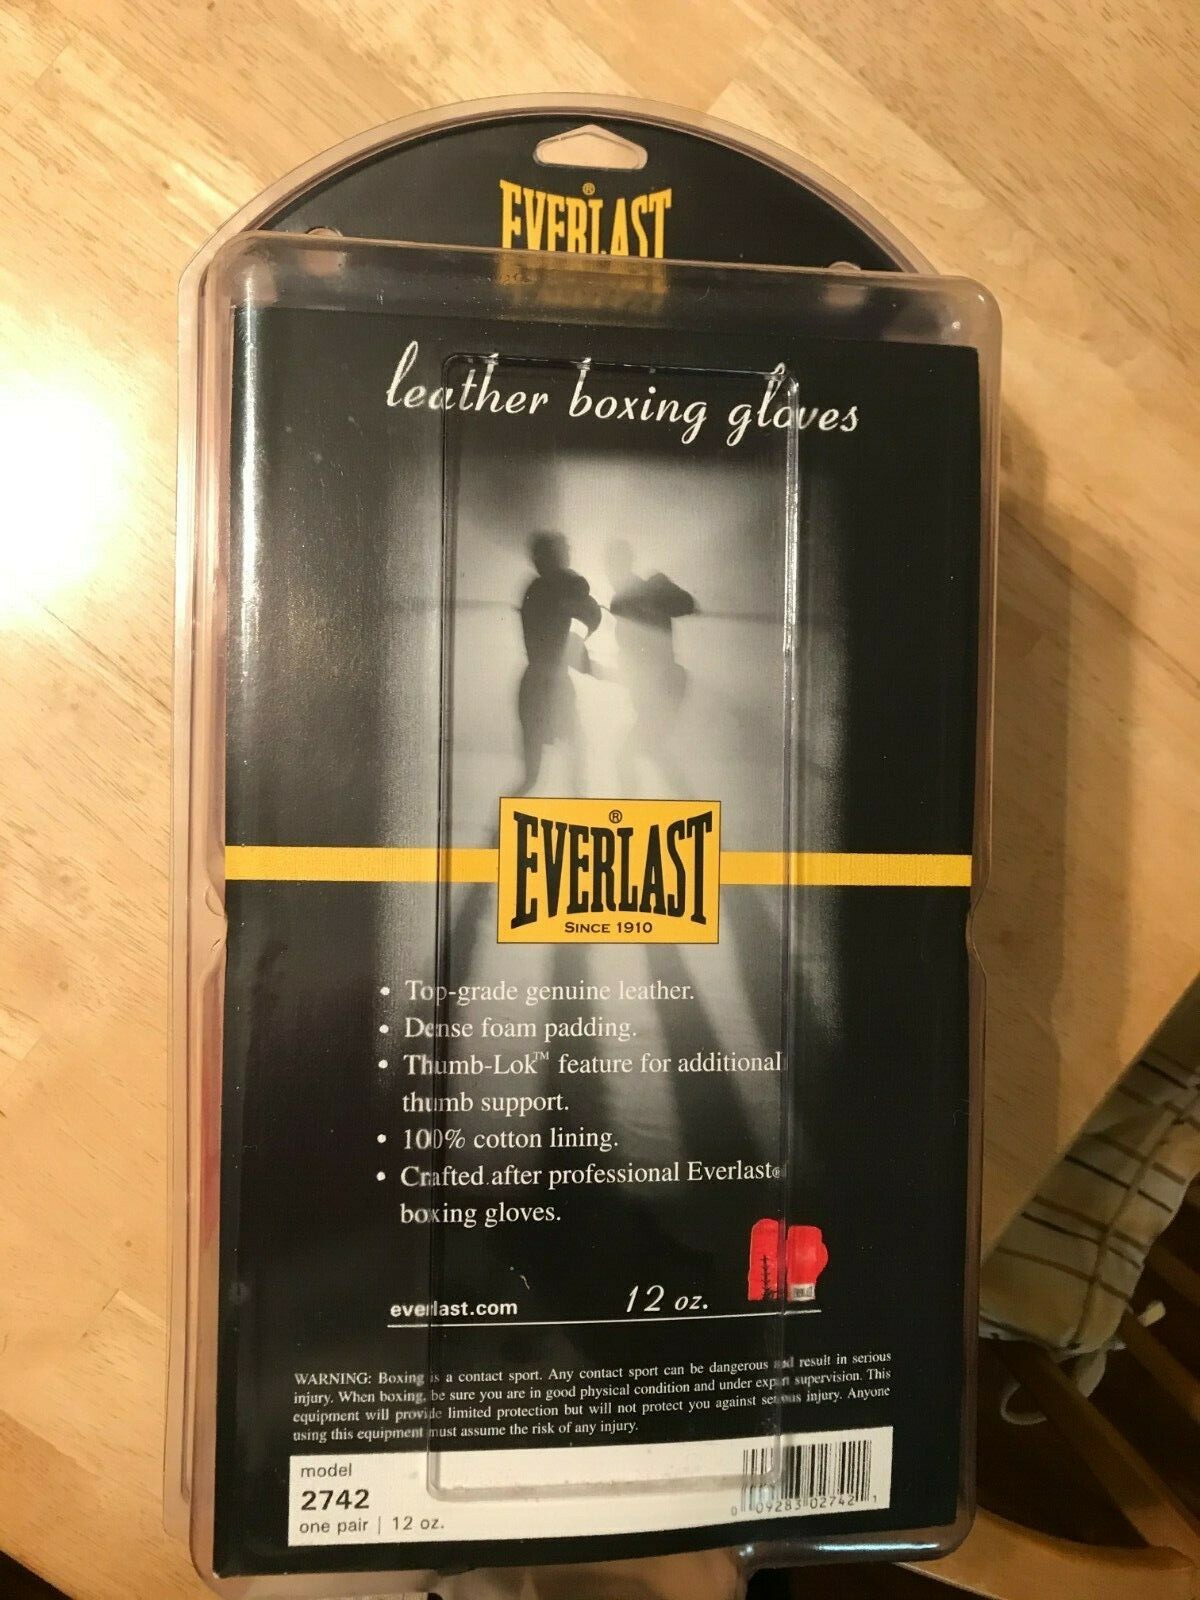 EVERLAST®
leather boxing gloves
EVERLAST®
SINCE 1910
• Top-grade genuine leather.
• Dense foam padding.
• Thumb-Lok™ feature for additional
thumb support.
• 100% cotton lining.
• Crafted after professional Everlast®
boxing gloves.
everlast.com 12 oz.
WARNING: Boxing is a contact sport. Any contact sport can be dangerous and result in serious
injury. When boxing, be sure you are in good physical condition and under expert supervision. This
equipment will provide limited protection but will not protect you against serious injury. Anyone
using this equipment must assume the risk of any injury.
model
2742
one pair | 12 oz.
0 09283 02742 1